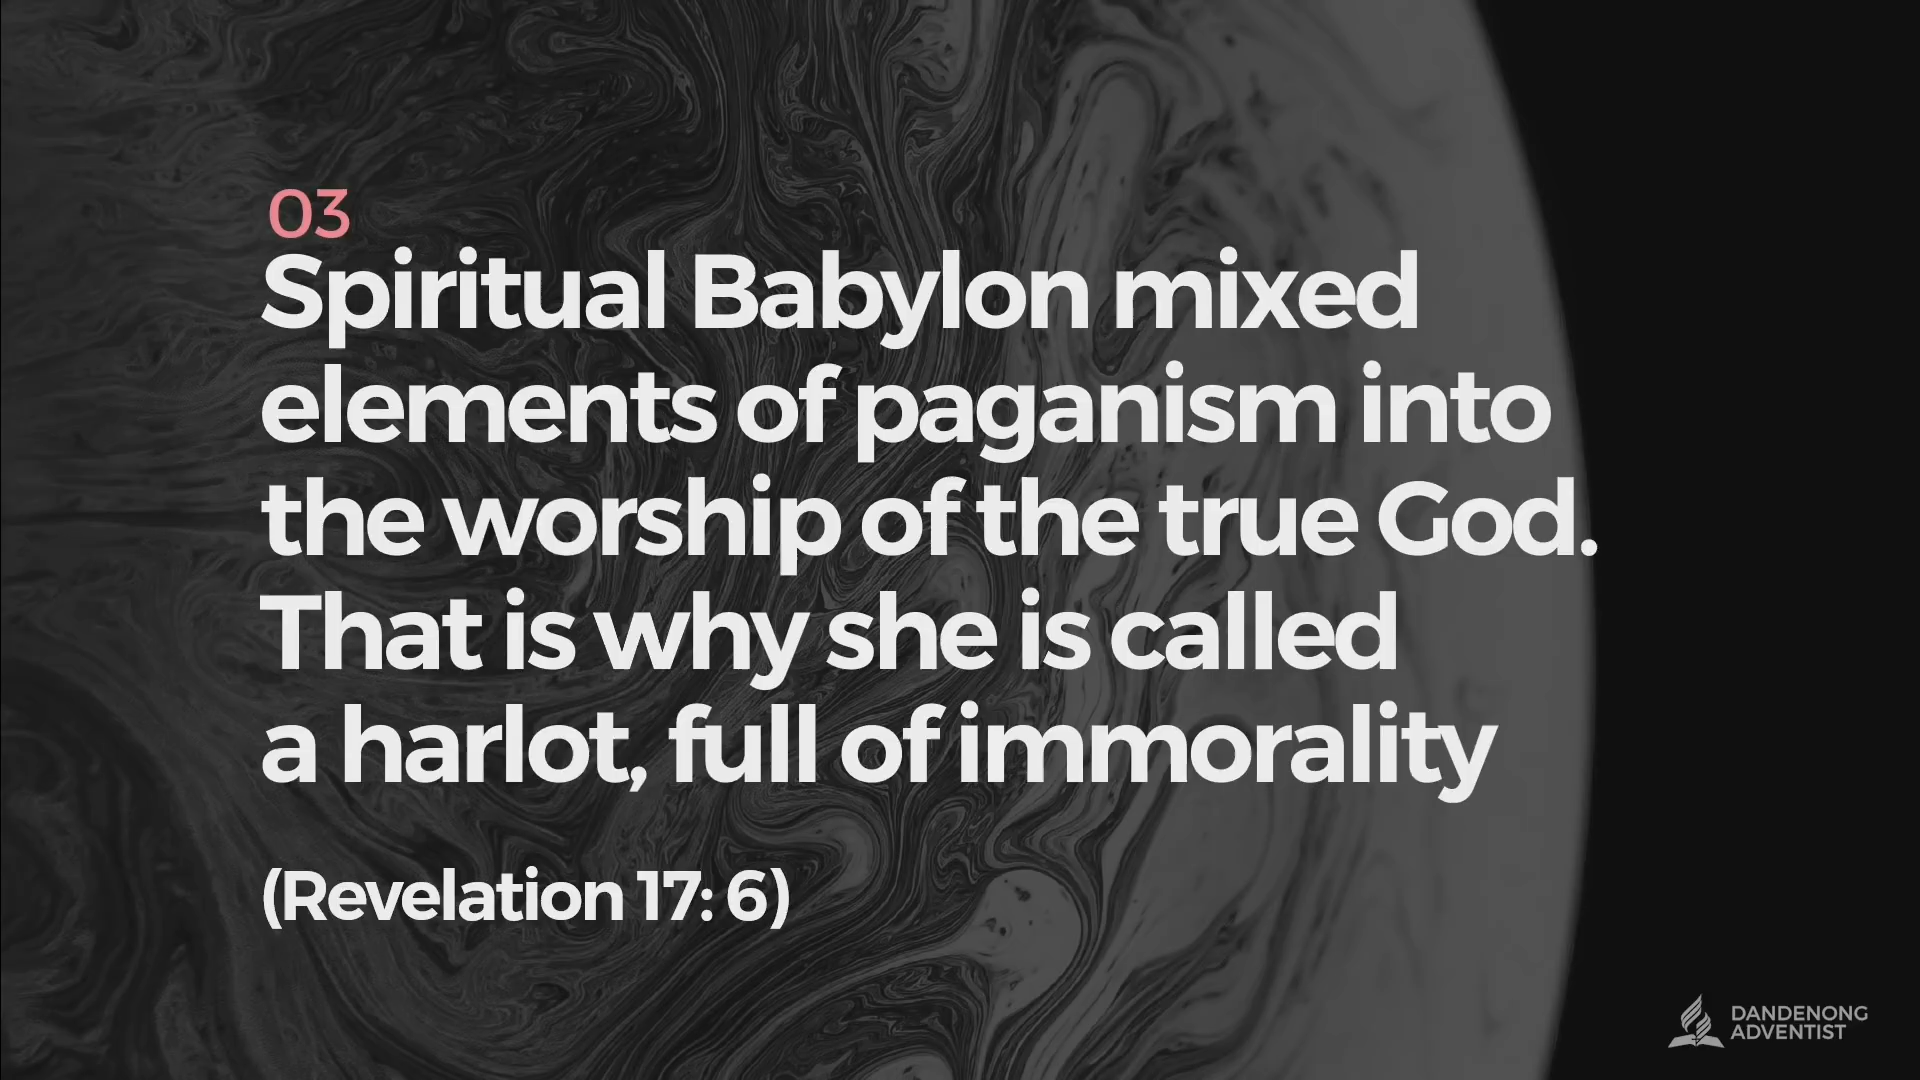 03
Spiritual Babylon mixed
elements of paganism into
the worship of the true God.
That is why she is called
a harlot, full of immorality
(Revelation 17: 6)
DANDENONG
ADVENTIST